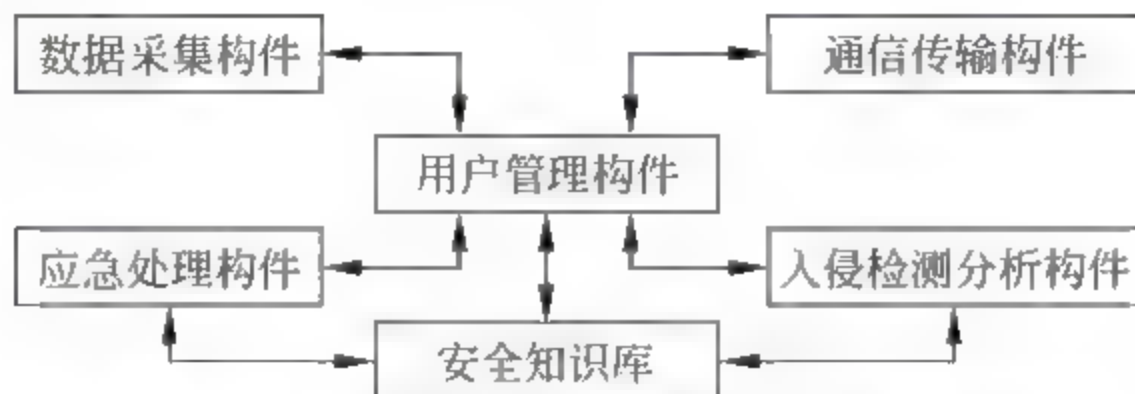 数据采集构件
通信传输构件
用户管理构件
应急处理构件
入侵检测分析构件
安全知识库